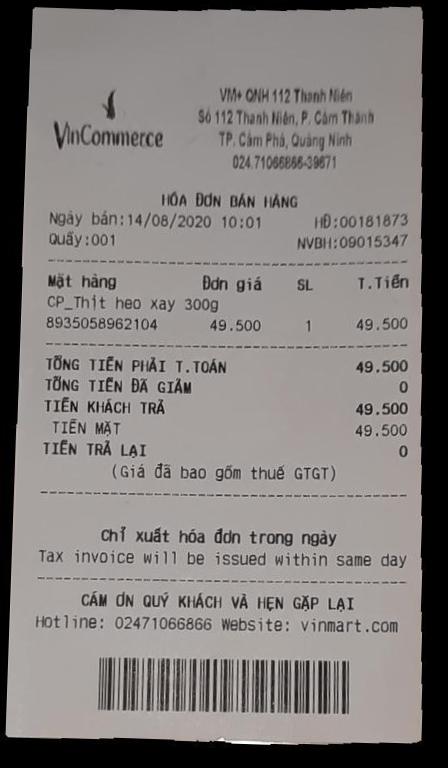 VinCommerce
VM+ QNH 112 Thanh Niên
Số 112 Thanh Niên, P. Cẩm Thành
TP. Cẩm Phả, Quảng Ninh
024.71066866-39671
HÓA ĐƠN BÁN HÀNG
Ngày bán:14/08/2020 10:01 HĐ:00181873
Quầy:001 NVBH:09015347
Mặt hàng Đơn giá SL T.Tiền
CP_Thịt heo xay 300g
8935058962104 49.500 1 49.500
TỔNG TIỀN PHẢI T.TOÁN 49.500
TỔNG TIỀN ĐÃ GIẢM 0
TIỀN KHÁCH TRẢ 49.500
TIỀN MẶT 49.500
TIỀN TRẢ LẠI 0
(Giá đã bao gồm thuế GTGT)
Chỉ xuất hóa đơn trong ngày
Tax invoice will be issued within same day
CẢM ƠN QUÝ KHÁCH VÀ HẸN GẶP LẠI
Hotline: 02471066866 Website: vinmart.com